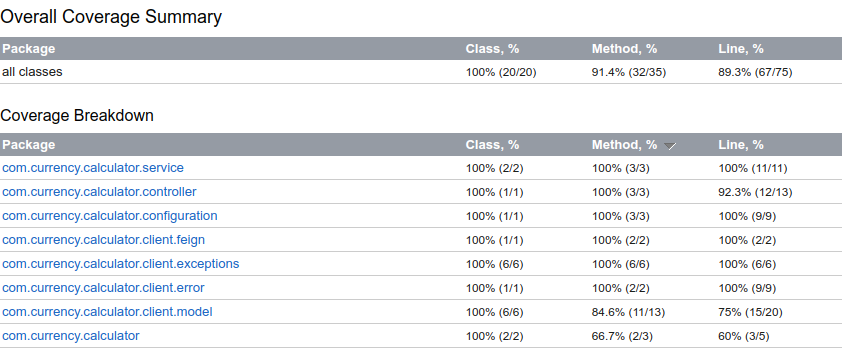 Overall Coverage Summary
Package Class, % Method, % Line, %
all classes 100% (20/20) 91.4% (32/35) 89.3% (67/75)
Coverage Breakdown
Package Class, % Method, % Line, %
com.currency.calculator.service 100% (2/2) 100% (3/3) 100% (11/11)
com.currency.calculator.controller 100% (1/1) 100% (3/3) 92.3% (12/13)
com.currency.calculator.configuration 100% (1/1) 100% (3/3) 100% (9/9)
com.currency.calculator.client.feign 100% (1/1) 100% (2/2) 100% (2/2)
com.currency.calculator.client.exceptions 100% (6/6) 100% (6/6) 100% (6/6)
com.currency.calculator.client.error 100% (1/1) 100% (2/2) 100% (9/9)
com.currency.calculator.client.model 100% (6/6) 84.6% (11/13) 75% (15/20)
com.currency.calculator 100% (2/2) 66.7% (2/3) 60% (3/5)